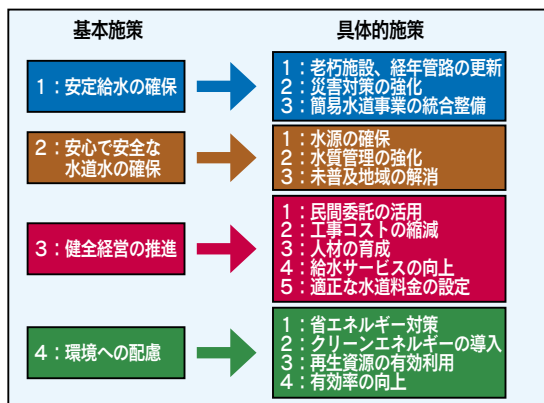 基本施策
具体的施策
1：安定給水の確保
1：老朽施設、経年管路の更新
2：災害対策の強化
3：簡易水道事業の統合整備
2：安心で安全な
水道水の確保
1：水源の確保
2：水質管理の強化
3：未普及地域の解消
3：健全経営の推進
1：民間委託の活用
2：工事コストの縮減
3：人材の育成
4：給水サービスの向上
5：適正な水道料金の設定
4：環境への配慮
1：省エネルギー対策
2：クリーンエネルギーの導入
3：再生資源の有効利用
4：有効率の向上